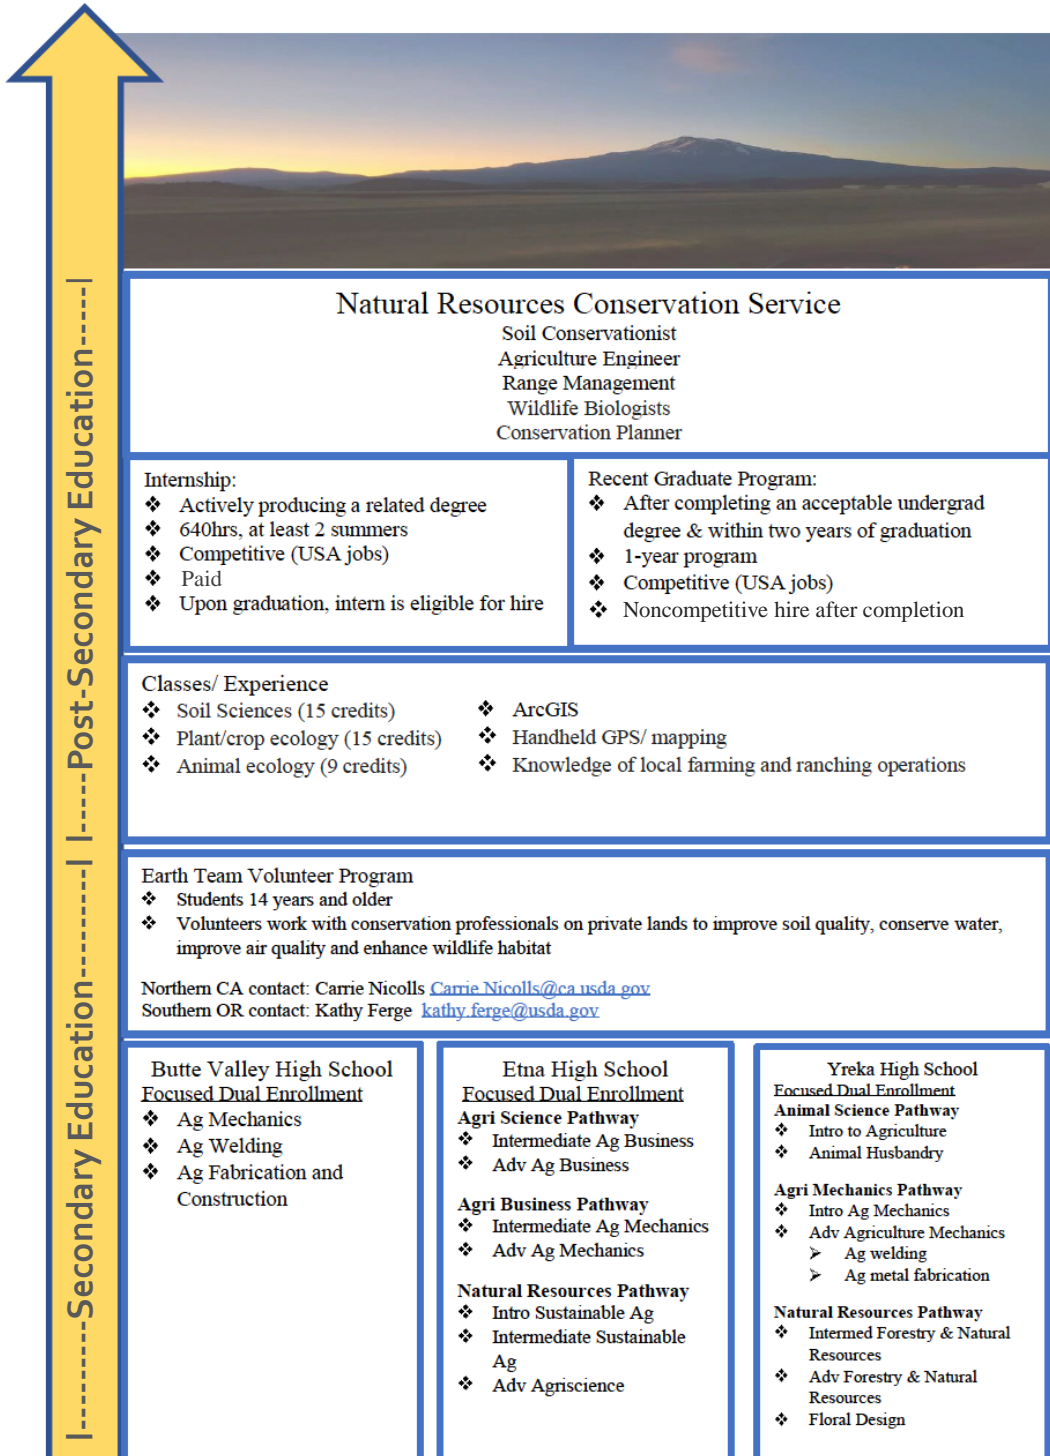 Natural Resources Conservation Service
Soil Conservationist
Agriculture Engineer
Range Management
Wildlife Biologists
Conservation Planner
Internship:
❖ Actively producing a related degree
❖ 640hrs, at least 2 summers
❖ Competitive (USA jobs)
❖ Paid
❖ Upon graduation, intern is eligible for hire
Recent Graduate Program:
❖ After completing an acceptable undergrad
degree & within two years of graduation
❖ 1-year program
❖ Competitive (USA jobs)
❖ Noncompetitive hire after completion
Classes/ Experience
❖ Soil Sciences (15 credits)
❖ Plant/crop ecology (15 credits)
❖ Animal ecology (9 credits)
❖ ArcGIS
❖ Handheld GPS/ mapping
❖ Knowledge of local farming and ranching operations
Earth Team Volunteer Program
❖ Students 14 years and older
❖ Volunteers work with conservation professionals on private lands to improve soil quality, conserve water,
improve air quality and enhance wildlife habitat
Northern CA contact: Carrie Nicolls Carrie.Nicolls@ca.usda.gov
Southern OR contact: Kathy Ferge kathy.ferge@usda.gov
Butte Valley High School
Focused Dual Enrollment
❖ Ag Mechanics
❖ Ag Welding
❖ Ag Fabrication and
Construction
Etna High School
Focused Dual Enrollment
Agri Science Pathway
❖ Intermediate Ag Business
❖ Adv Ag Business
Agri Business Pathway
❖ Intermediate Ag Mechanics
❖ Adv Ag Mechanics
Natural Resources Pathway
❖ Intro Sustainable Ag
❖ Intermediate Sustainable
Ag
❖ Adv Agriscience
Yreka High School
Focused Dual Enrollment
Animal Science Pathway
❖ Intro to Agriculture
❖ Animal Husbandry
Agri Mechanics Pathway
❖ Intro Ag Mechanics
❖ Adv Agriculture Mechanics
➢ Ag welding
➢ Ag metal fabrication
Natural Resources Pathway
❖ Intermed Forestry & Natural
Resources
❖ Adv Forestry & Natural
Resources
❖ Floral Design
|---------Secondary Education----------| |-----Post-Secondary Education-----|